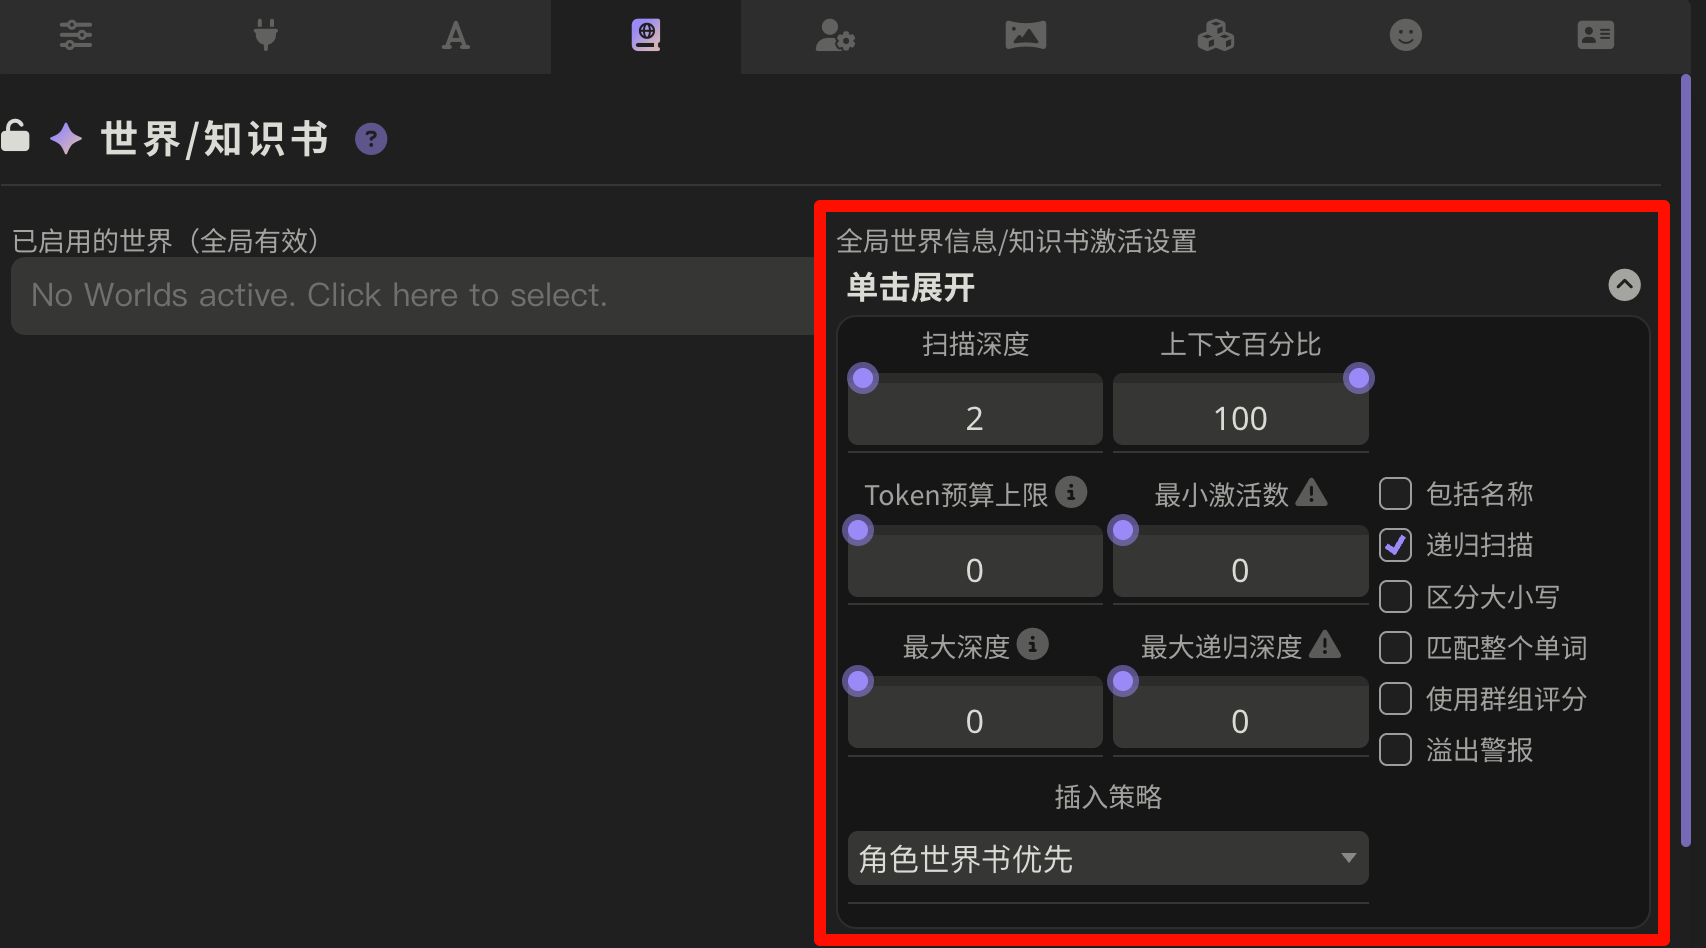 世界/知识书
已启用的世界（全局有效）
No Worlds active. Click here to select.
全局世界信息/知识书激活设置
单击展开
扫描深度
上下文百分比
2
100
Token预算上限
最小激活数
0
0
最大深度
最大递归深度
0
0
包括名称
递归扫描
区分大小写
匹配整个单词
使用群组评分
溢出警报
插入策略
角色世界书优先